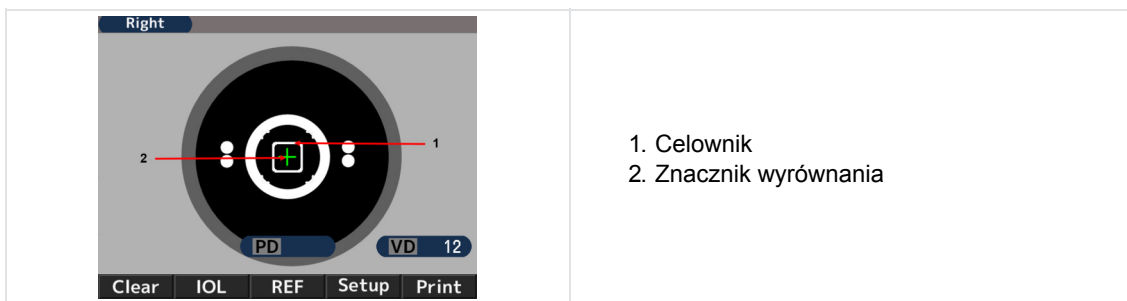 Right
1
2
PD
VD 12
Clear IOL REF Setup Print
1. Celownik
2. Znacznik wyrównania